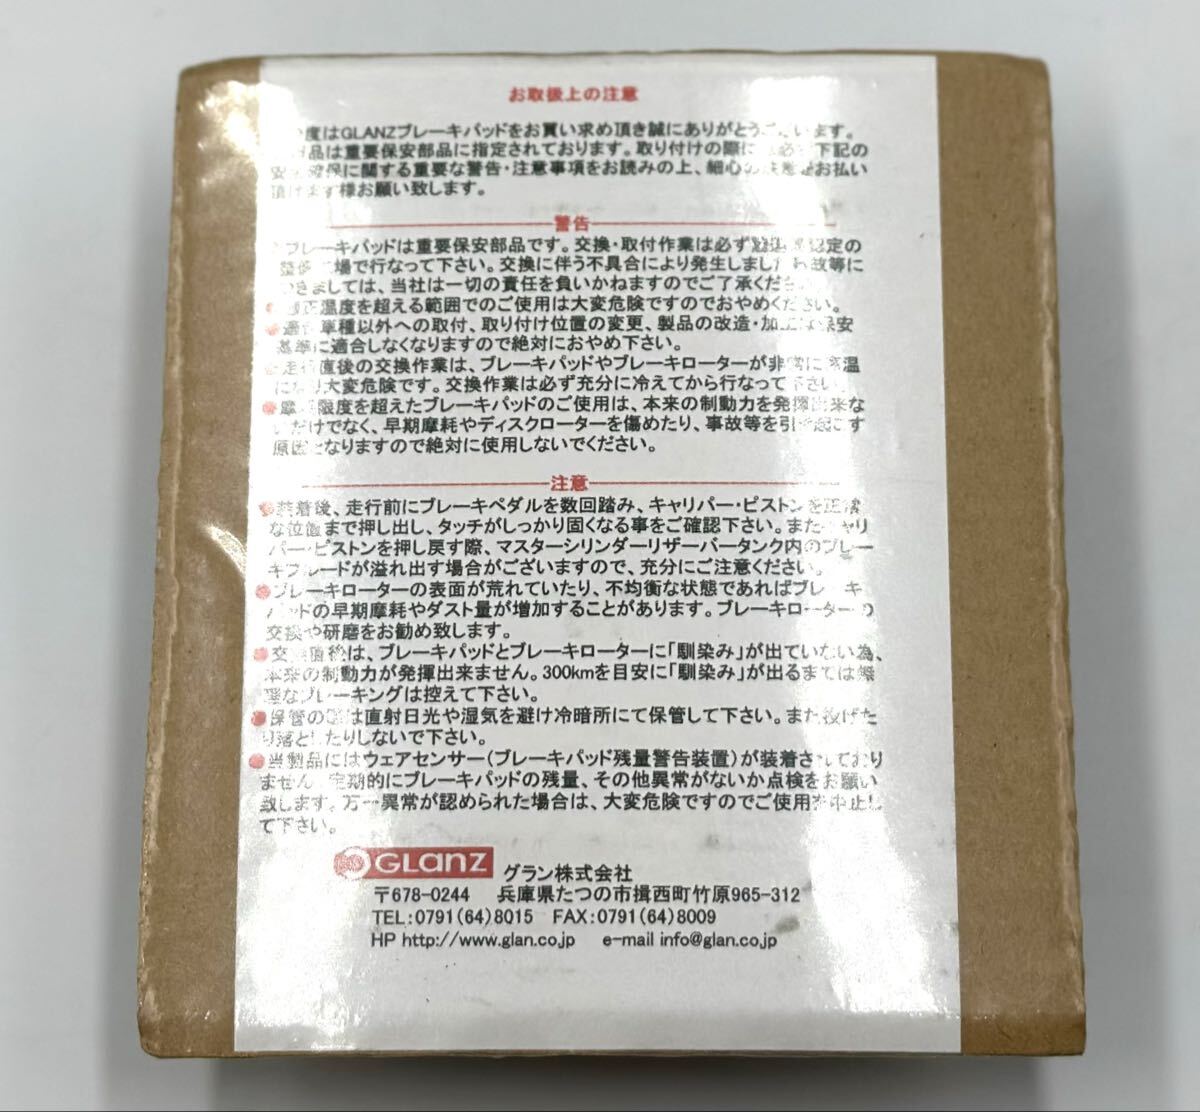 お取扱上の注意
度はGLANZブレーキパッドをお買い求め頂き誠にありがとうございます。
品は重要保安部品に指定されております。取り付けの際に 必 下記の
安 確保に関する重要な警告・注意事項をお読みの上、細心の 意 お払い
頂けます様お願い致します。
警告
ブレーキパッドは重要保安部品です。交換・取付作業は必ず 認定の
整備 場で行なって下さい。交換に伴う不具合により発生しました 故等に
つきましては、当社は一切の責任を負いかねますのでご了承くださ
適正温度を超える範囲でのご使用は大変危険ですのでおやめください。
適合車種以外への取付、取り付け位置の変更、製品の改造・加工は保安
基準に適合しなくなりますので絶対におやめ下さい。
走行直後の交換作業は、ブレーキパッドやブレーキローターが非常に高温
になり大変危険です。交換作業は必ず充分に冷えてから行なって下さい。
摩耗限度を超えたブレーキパッドのご使用は、本来の制動力を発揮出来な
いだけでなく、早期摩耗やディスクローターを傷めたり、事故等を引き起こす
原因となりますので絶対に使用しないでください。
注意
装着後、走行前にブレーキペダルを数回踏み、キャリパー・ピストンを正常
な位置まで押し出し、タッチがしっかり固くなる事をご確認下さい。またキャリ
パー・ピストンを押し戻す際、マスターシリンダーリザーバータンク内のブレー
キフルードが溢れ出す場合がございますので、充分にご注意ください。
ブレーキローターの表面が荒れていたり、不均衡な状態であればブレーキ
パッドの早期摩耗やダスト量が増加することがあります。ブレーキローターの
交換や研磨をお勧め致します。
交換直後は、ブレーキパッドとブレーキローターに「馴染み」が出ていない為、
本来の制動力が発揮出来ません。300kmを目安に「馴染み」が出るまでは無
理なブレーキングは控えて下さい。
保管の際は直射日光や湿気を避け冷暗所にて保管して下さい。また投げた
り落としたりしないで下さい。
当製品にはウェアセンサー(ブレーキパッド残量警告装置)が装着されており
ません。定期的にブレーキパッドの残量、その他異常がないか点検をお願い
致します。万一異常が認められた場合は、大変危険ですのでご使用を中止し
て下さい。
GLanz グラン株式会社
〒678-0244 兵庫県たつの市揖西町竹原965-312
TEL:0791(64)8015 FAX:0791(64)8009
HP http://www.glan.co.jp e-mail info@glan.co.jp